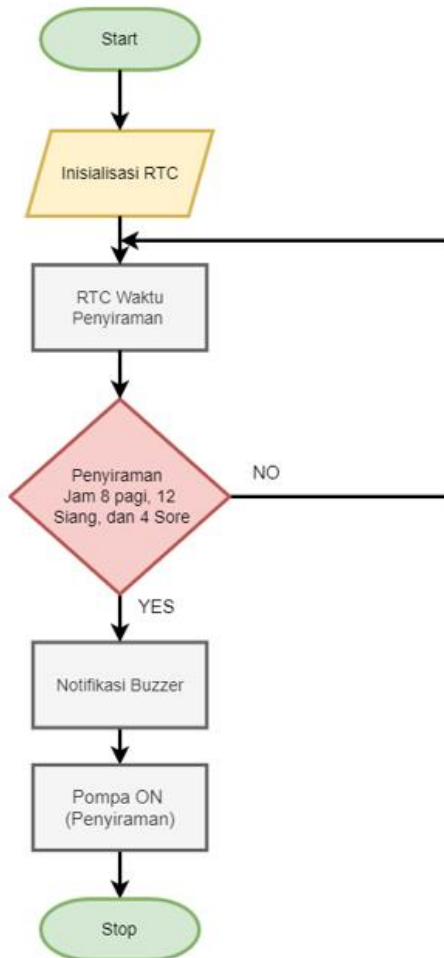 Start
Inisialisasi RTC
RTC Waktu
Penyiraman
Penyiraman
Jam 8 pagi, 12
Siang, dan 4 Sore
NO
YES
Notifikasi Buzzer
Pompa ON
(Penyiraman)
Stop